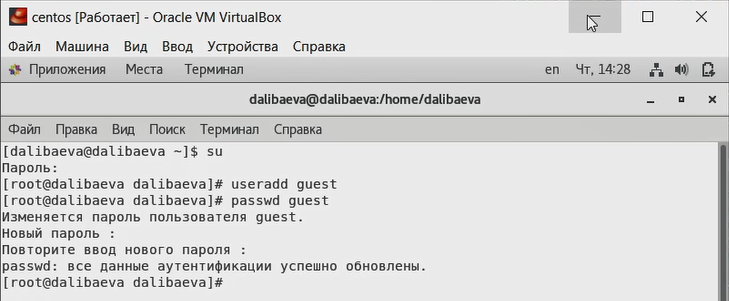 centos [Работает] - Oracle VM VirtualBox
Файл Машина Вид Ввод Устройства Справка
Приложения Места Терминал en Чт, 14:28
dalibaeva@dalibaeva:/home/dalibaeva
Файл Правка Вид Поиск Терминал Справка
[dalibaeva@dalibaeva ~]$ su
Пароль:
[root@dalibaeva dalibaeva]# useradd guest
[root@dalibaeva dalibaeva]# passwd guest
Изменяется пароль пользователя guest.
Новый пароль :
Повторите ввод нового пароля :
passwd: все данные аутентификации успешно обновлены.
[root@dalibaeva dalibaeva]#